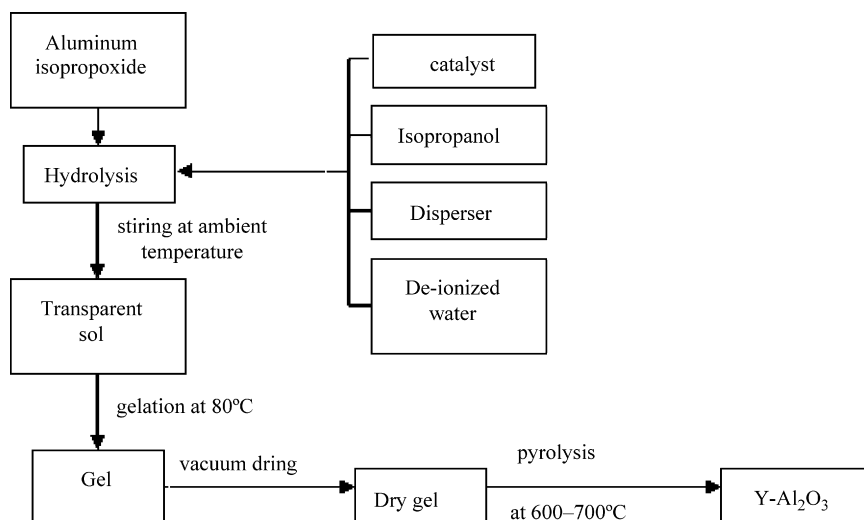 Aluminum
isopropoxide
catalyst
Isopropanol
Hydrolysis
Disperser
stiring at ambient
temperature
De-ionized
water
Transparent
sol
gelation at 80ºC
Gel
vacuum dring
Dry gel
pyrolysis
at 600–700ºC
Y-Al₂O₃